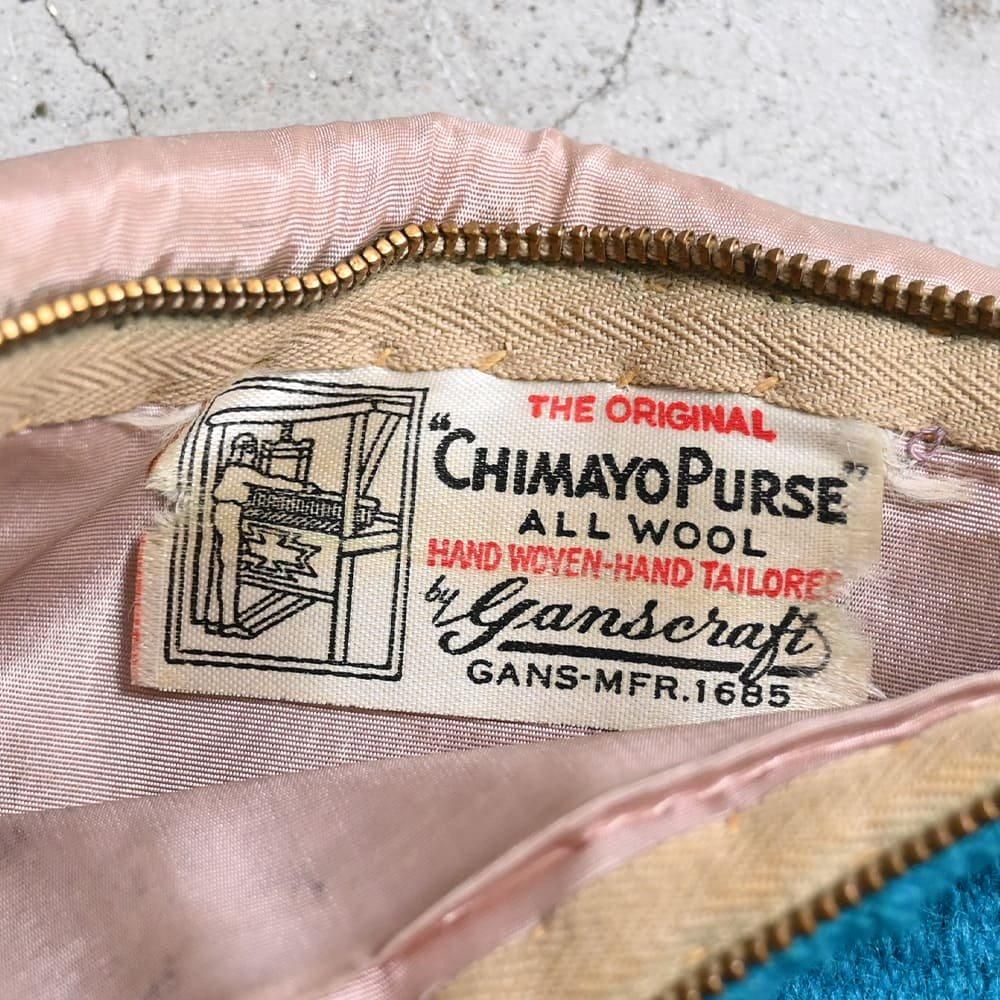 THE ORIGINAL
"CHIMAYO PURSE"
ALL WOOL
HAND WOVEN-HAND TAILORED
by Ganscraft
GANS-MFR.1685